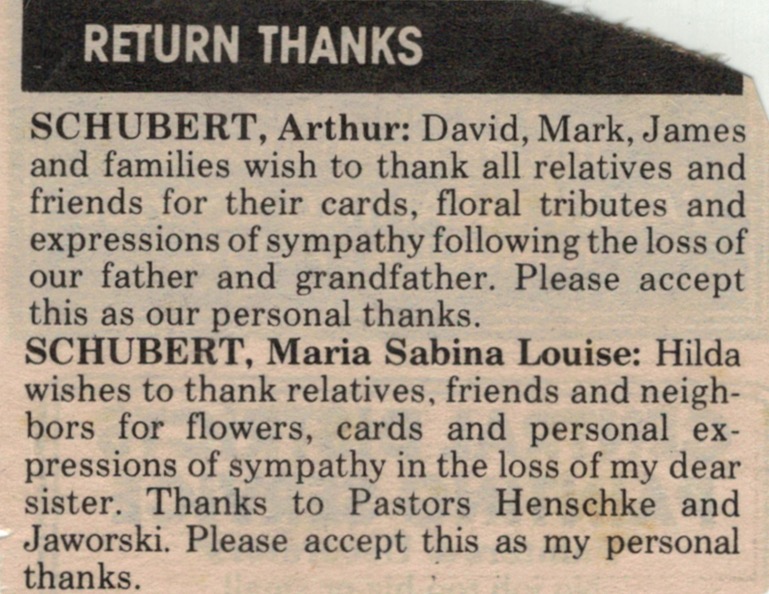 RETURN THANKS
SCHUBERT, Arthur: David, Mark, James
and families wish to thank all relatives and
friends for their cards, floral tributes and
expressions of sympathy following the loss of
our father and grandfather. Please accept
this as our personal thanks.
SCHUBERT, Maria Sabina Louise: Hilda
wishes to thank relatives, friends and neigh-
bors for flowers, cards and personal ex-
pressions of sympathy in the loss of my dear
sister. Thanks to Pastors Henschke and
Jaworski. Please accept this as my personal
thanks.